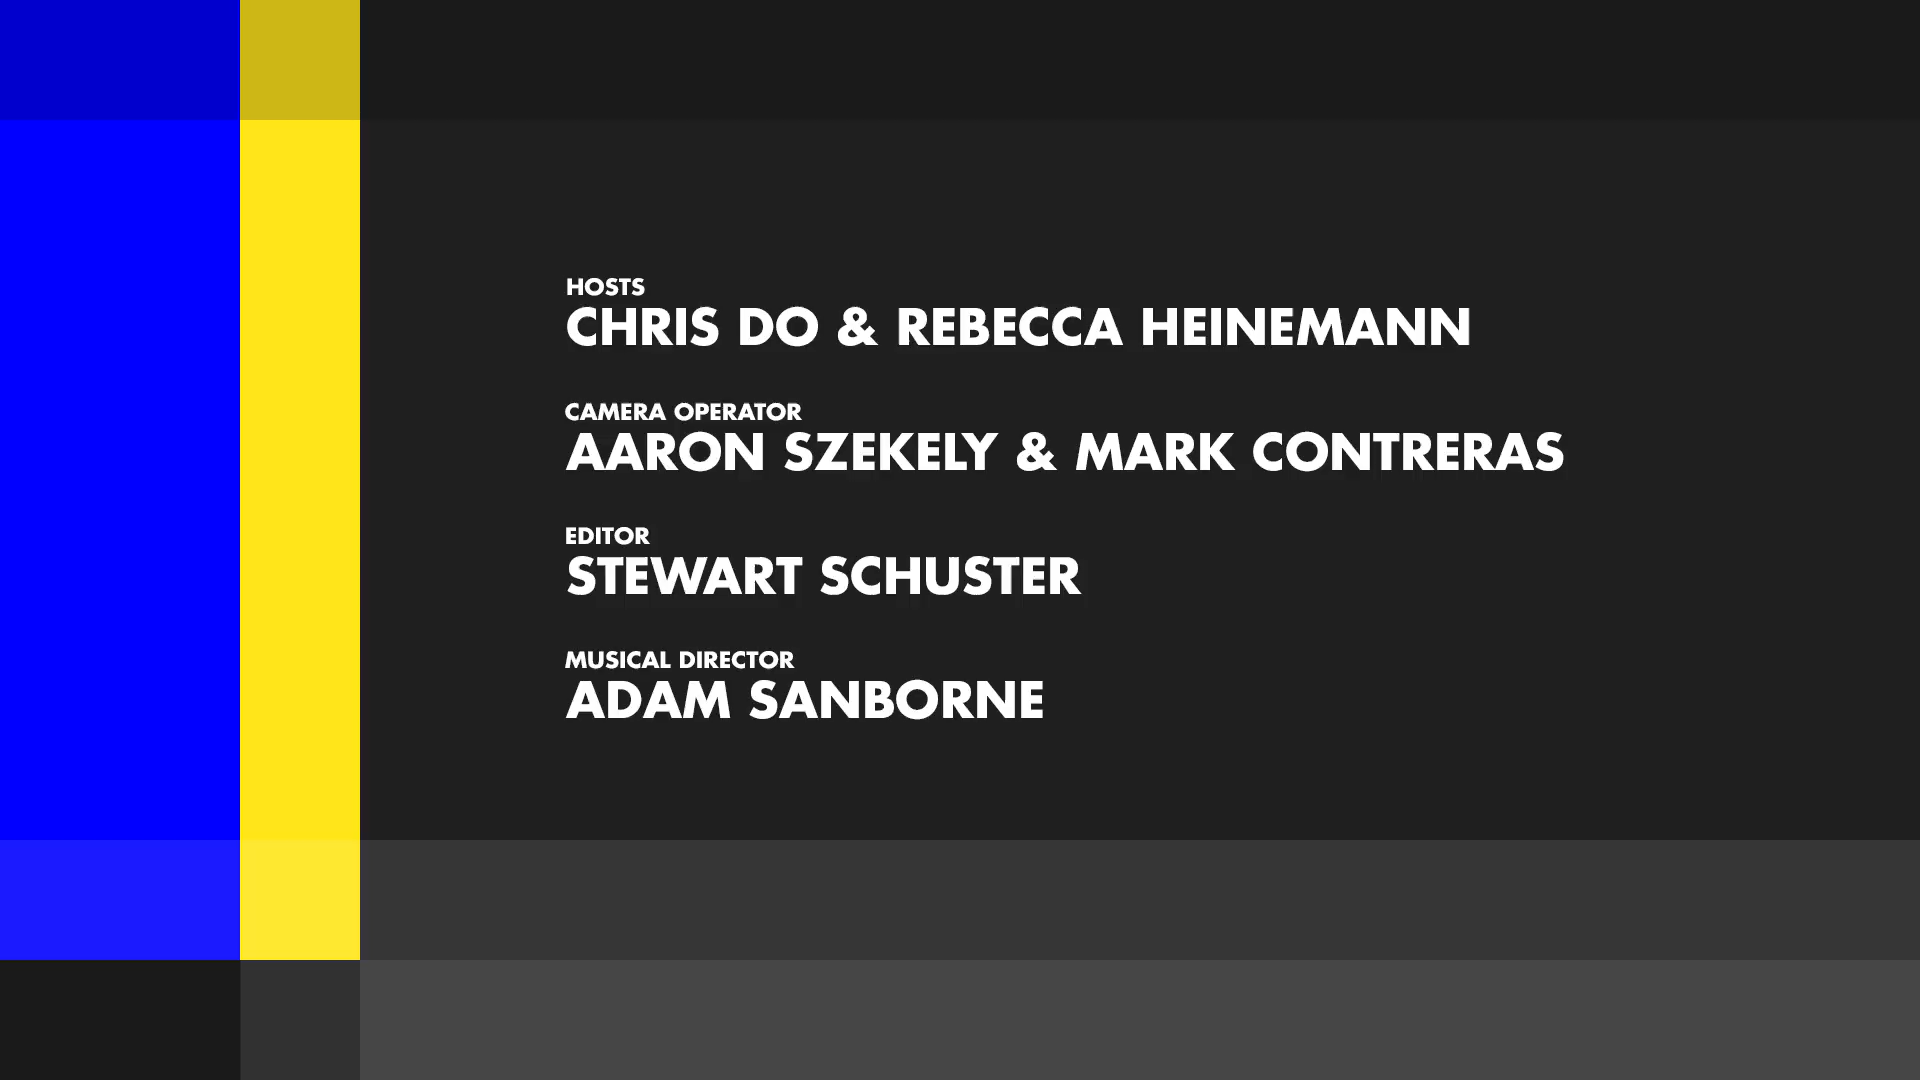 HOSTS
CHRIS DO & REBECCA HEINEMANN
CAMERA OPERATOR
AARON SZEKELY & MARK CONTRERAS
EDITOR
STEWART SCHUSTER
MUSICAL DIRECTOR
ADAM SANBORNE